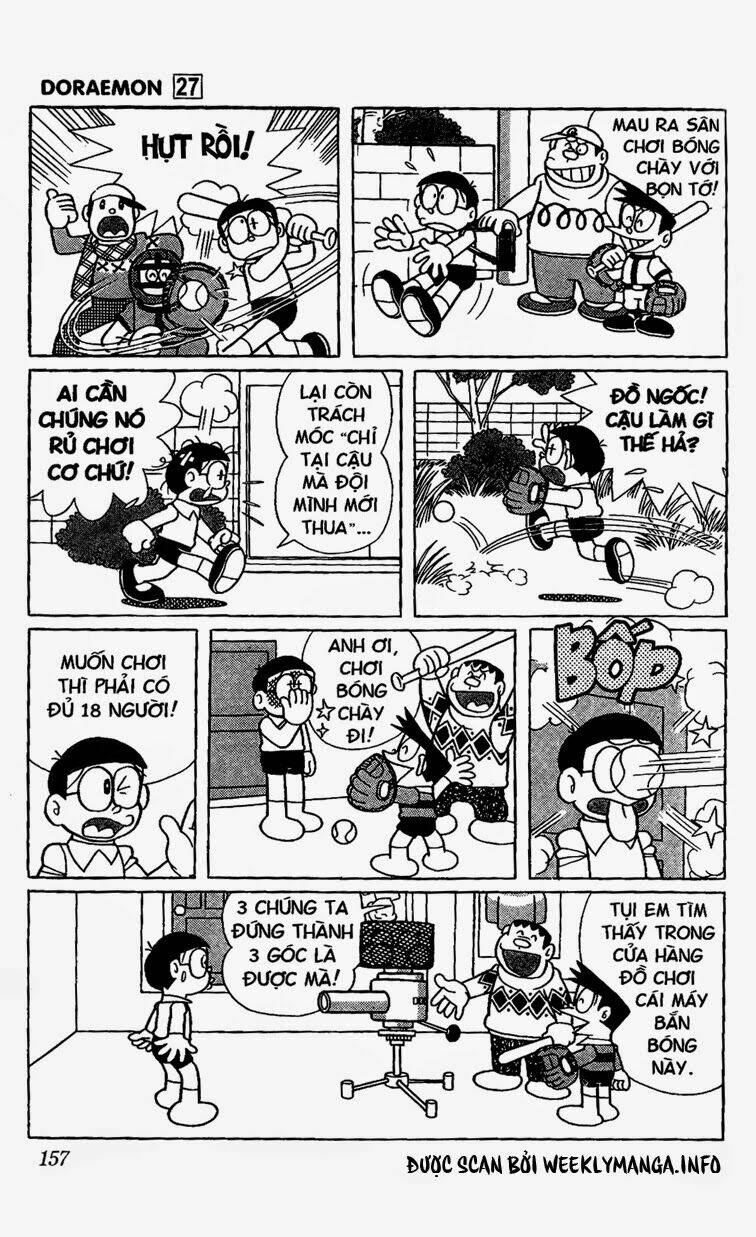 DORAEMON 27
MAU RA SÂN
CHƠI BÓNG
CHÀY VỚI
BỌN TỚ!
HỤT RỒI!
ĐỒ NGỐC!
CẬU LÀM GÌ
THẾ HẢ?
LẠI CÒN
TRÁCH
MÓC "CHỈ
TẠI CẬU
MÀ ĐỘI
MÌNH MỚI
THUA"...
AI CẦN
CHÚNG NÓ
RỦ CHƠI
CƠ CHỨ!
BỐP
ANH ƠI,
CHƠI
BÓNG
CHÀY
ĐI!
MUỐN CHƠI
THÌ PHẢI CÓ
ĐỦ 18 NGƯỜI!
TỤI EM TÌM
THẤY TRONG
CỬA HÀNG
ĐỒ CHƠI
CÁI MÁY
BẮN
BÓNG
NÀY.
3 CHÚNG TA
ĐỨNG THÀNH
3 GÓC LÀ
ĐƯỢC MÀ!
157
ĐƯỢC SCAN BỞI WEEKLYMANGA.INFO